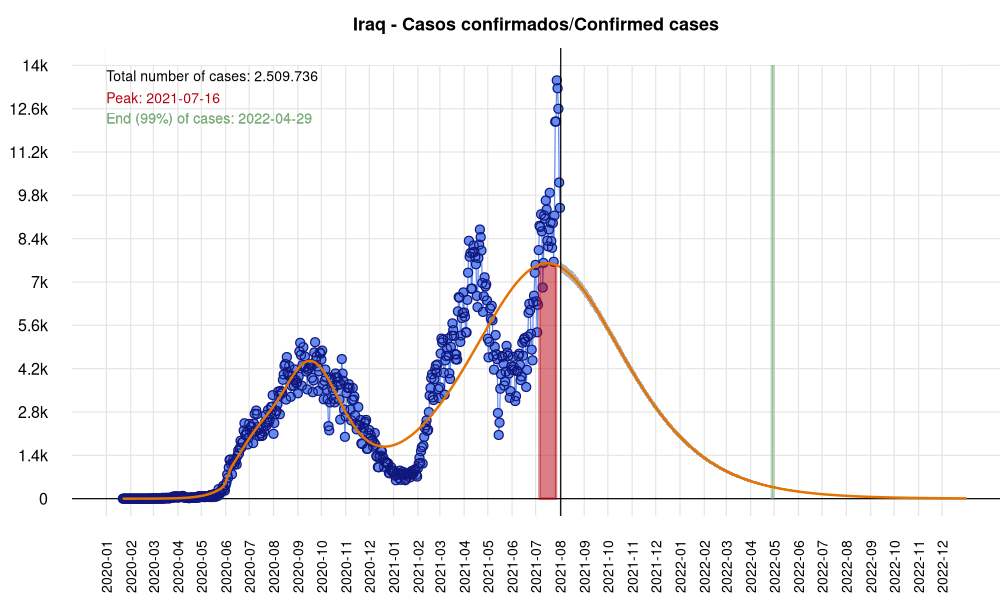 Iraq - Casos confirmados/Confirmed cases
Total number of cases: 2.509.736
Peak: 2021-07-16
End (99%) of cases: 2022-04-29
14k
12.6k
11.2k
9.8k
8.4k
7k
5.6k
4.2k
2.8k
1.4k
0
2020-01
2020-02
2020-03
2020-04
2020-05
2020-06
2020-07
2020-08
2020-09
2020-10
2020-11
2020-12
2021-01
2021-02
2021-03
2021-04
2021-05
2021-06
2021-07
2021-08
2021-09
2021-10
2021-11
2021-12
2022-01
2022-02
2022-03
2022-04
2022-05
2022-06
2022-07
2022-08
2022-09
2022-10
2022-11
2022-12